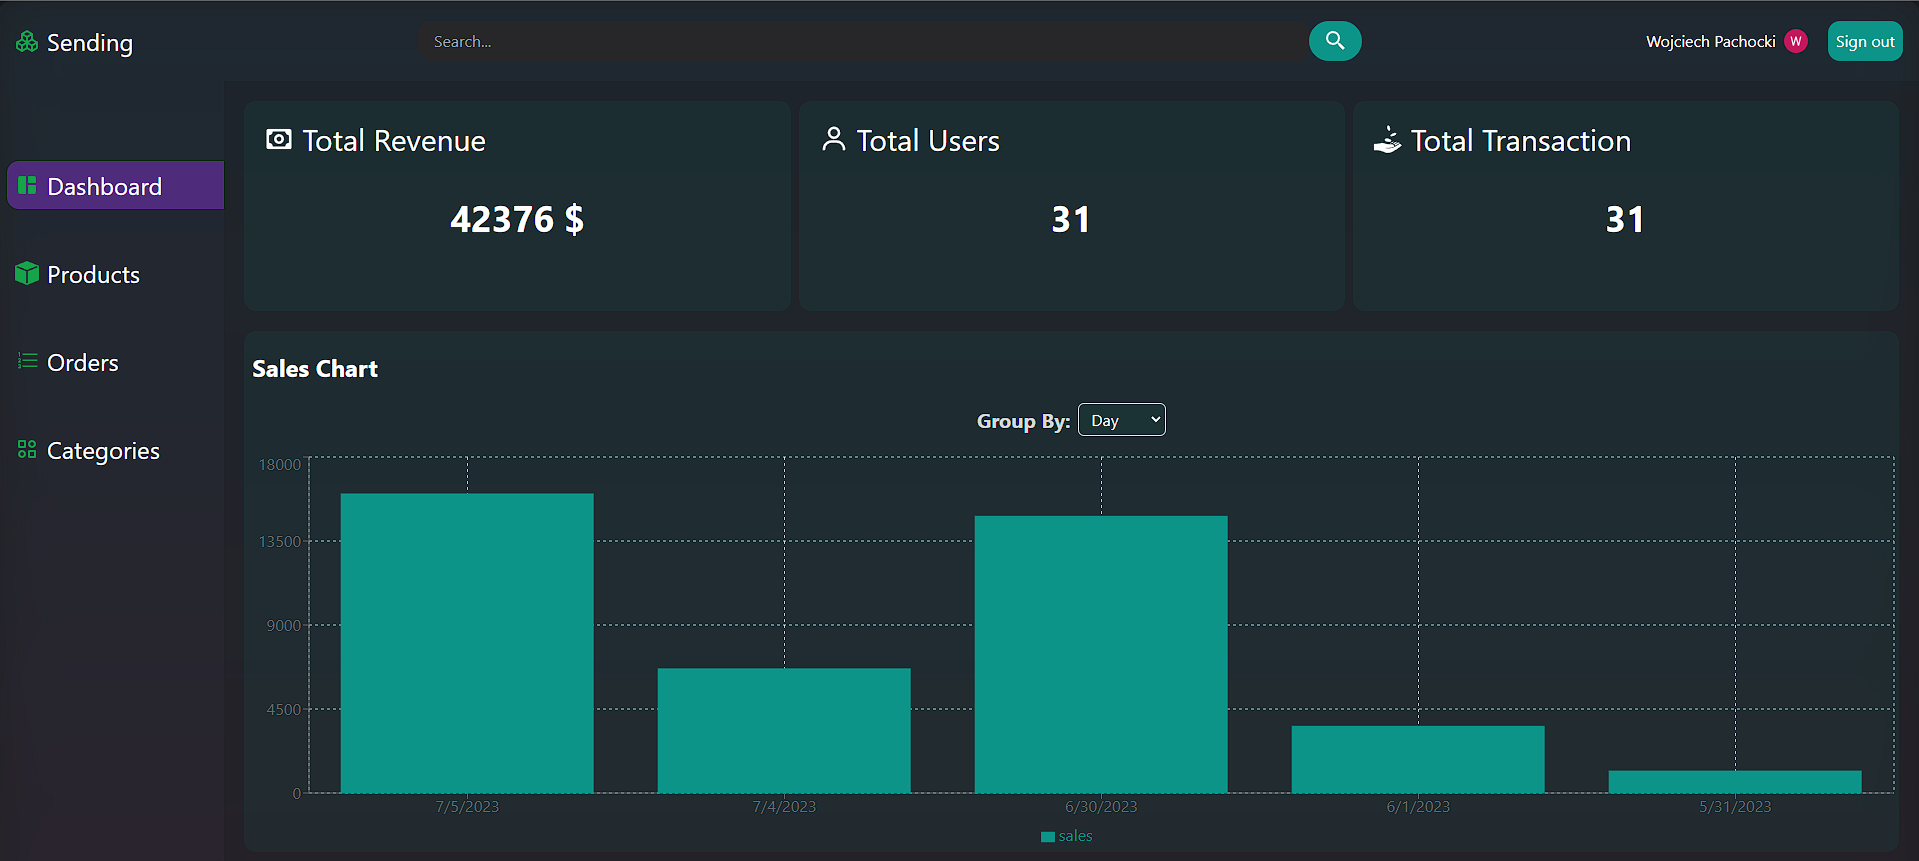 Sending
Search...
Wojciech Pachocki
W
Sign out
Dashboard
Products
Orders
Categories
Total Revenue
42376 $
Total Users
31
Total Transaction
31
Sales Chart
Group By: Day
18000
13500
9000
4500
0
7/5/2023
7/4/2023
6/30/2023
6/1/2023
5/31/2023
sales